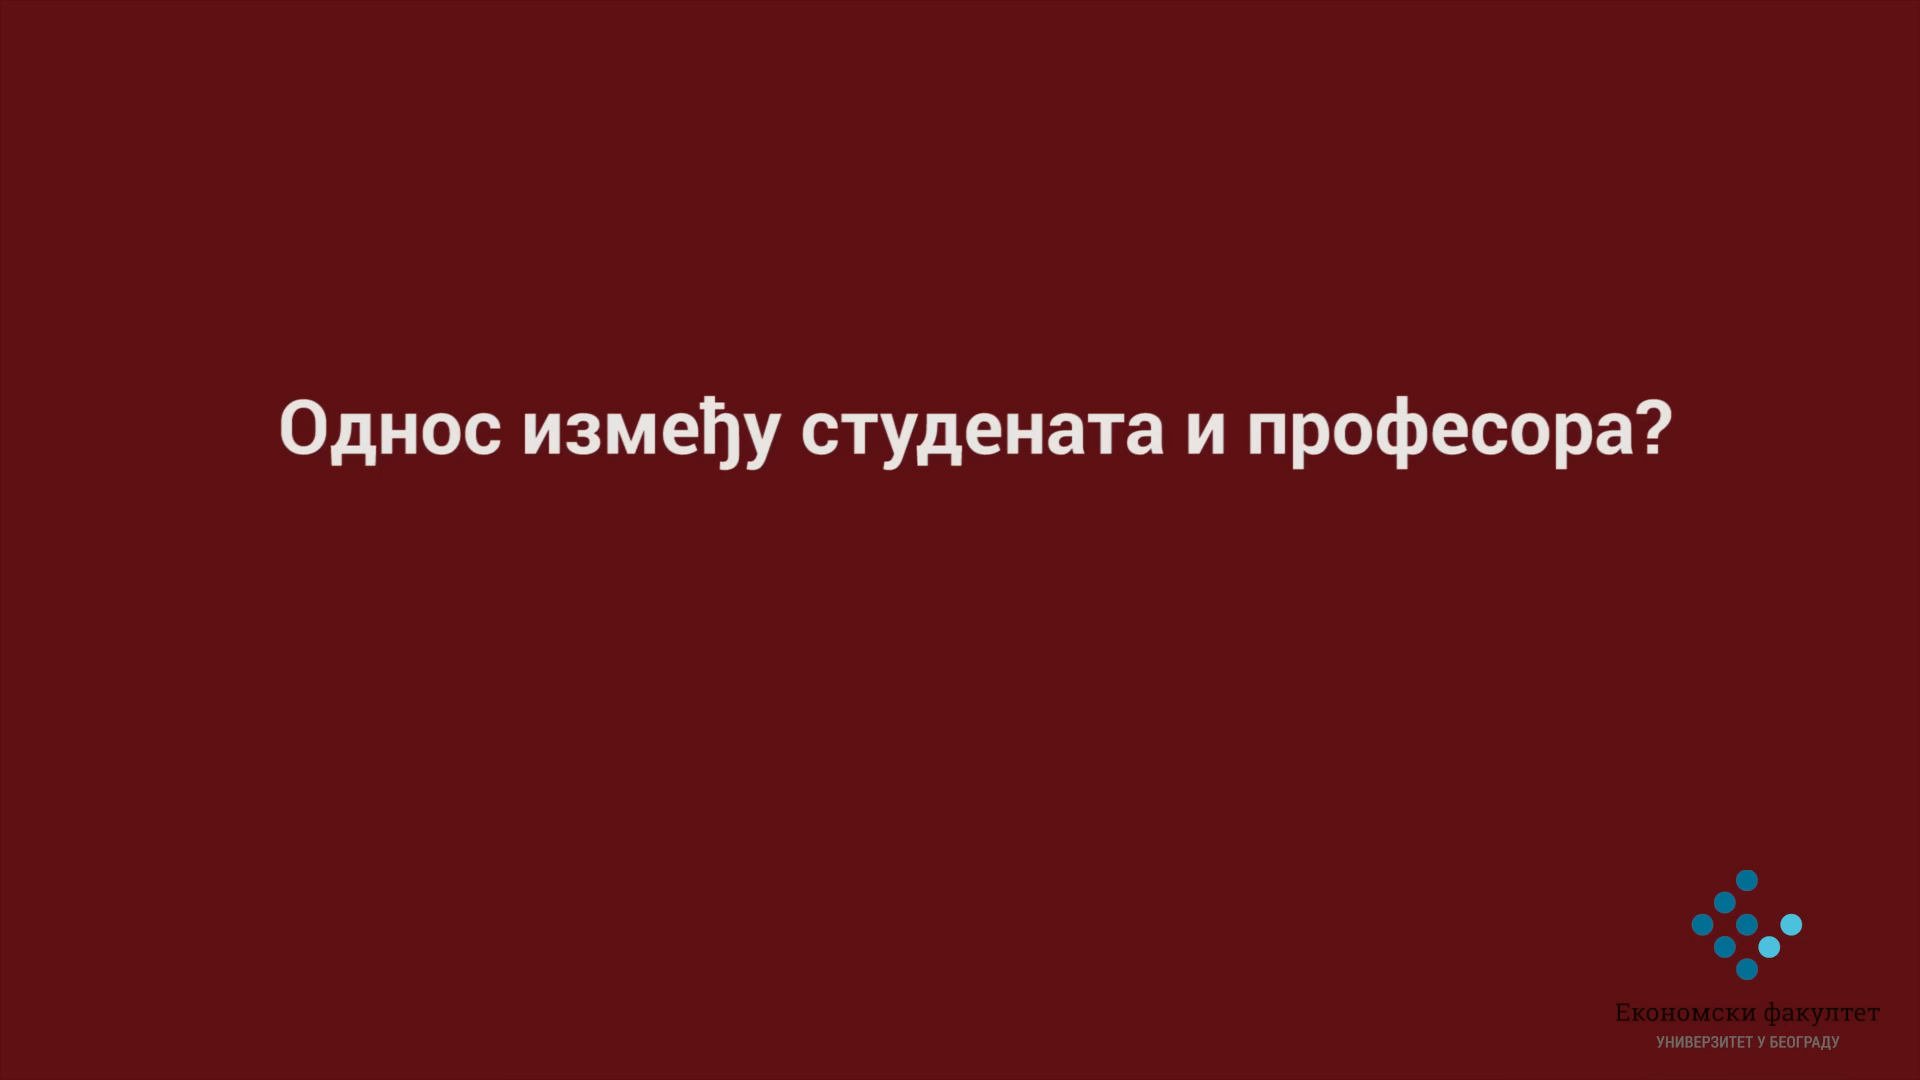 Однос између студената и професора?
Економски факултет
УНИВЕРЗИТЕТ У БЕОГРАДУ